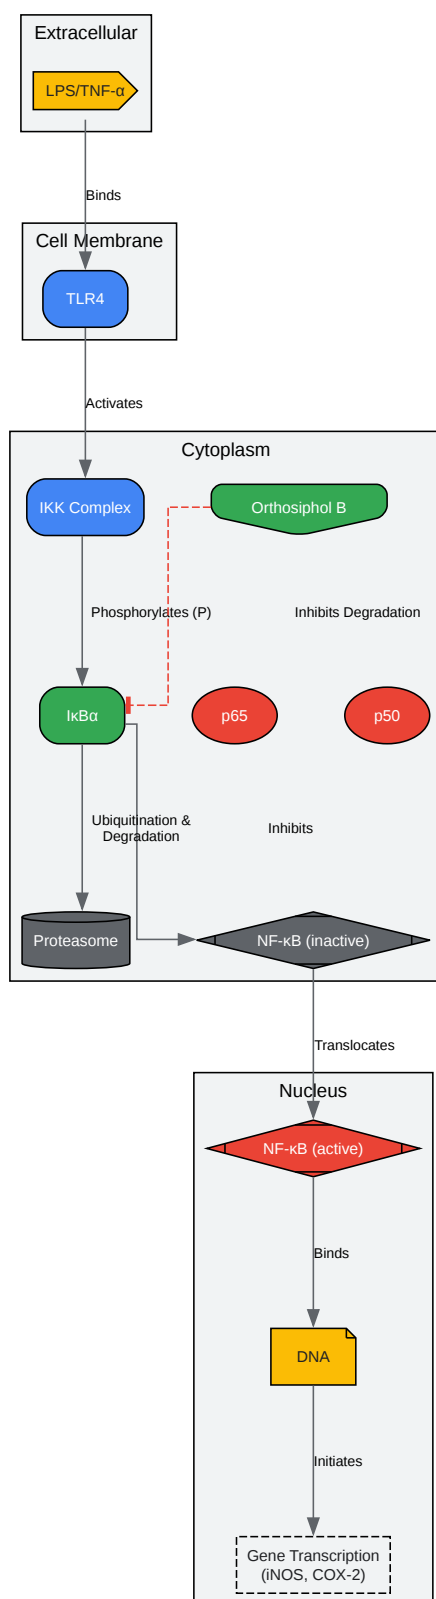 Extracellular
LPS/TNF-α
Binds
Cell Membrane
TLR4
Activates
Cytoplasm
IKK Complex
Orthosiphol B
Phosphorylates (P)
Inhibits Degradation
IκBα
p65
p50
Ubiquitination &
Degradation
Inhibits
Proteasome
NF-κB (inactive)
Translocates
Nucleus
NF-κB (active)
Binds
DNA
Initiates
Gene Transcription
(iNOS, COX-2)